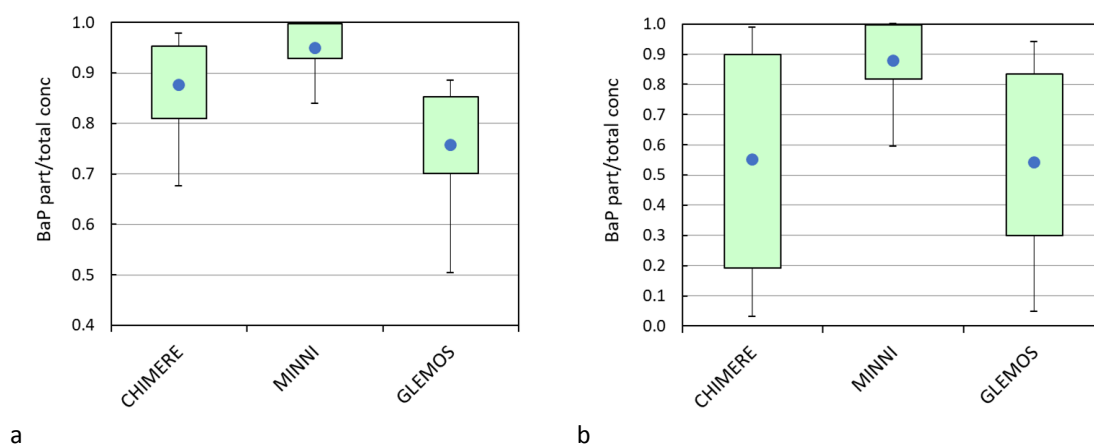 BaP part/total conc
1.0
0.9
0.8
0.7
0.6
0.5
0.4
CHIMERE
MINNI
GLEMOS
a
BaP part/total conc
1.0
0.9
0.8
0.7
0.6
0.5
0.4
0.3
0.2
0.1
0.0
CHIMERE
MINNI
GLEMOS
b